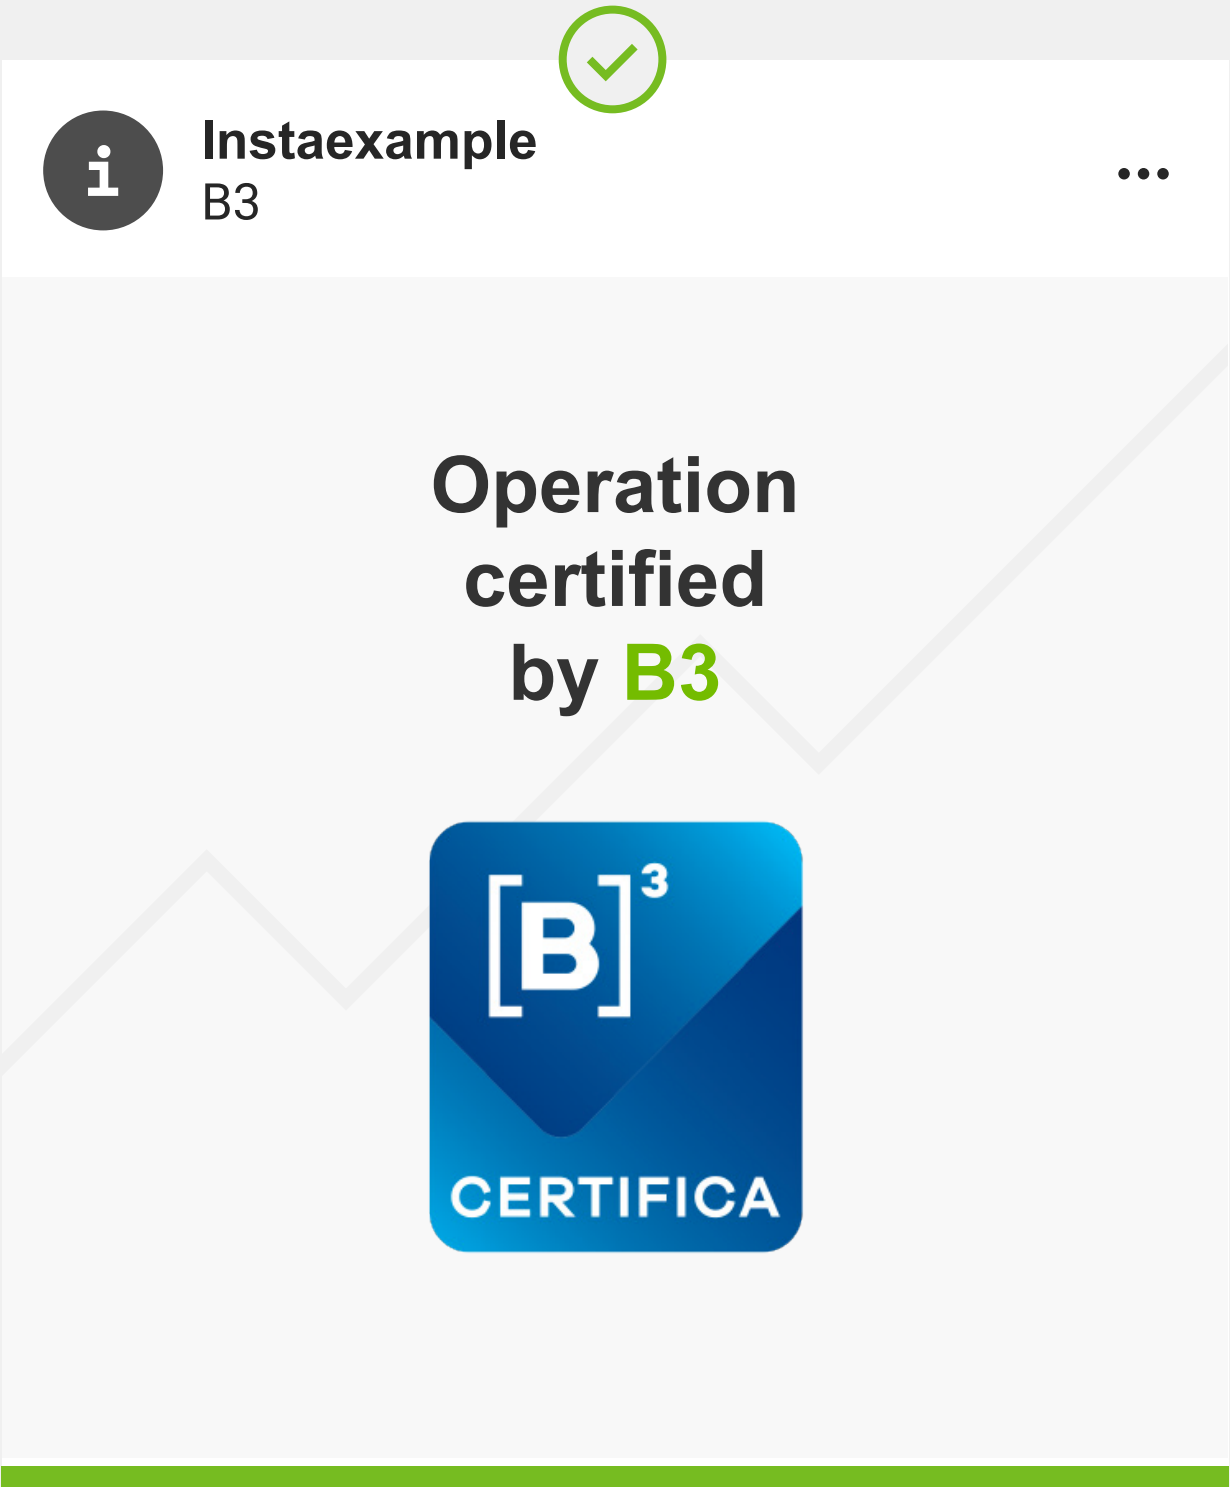 i
Instaexample
B3
Operation
certified
by B3
[B]³
CERTIFICA